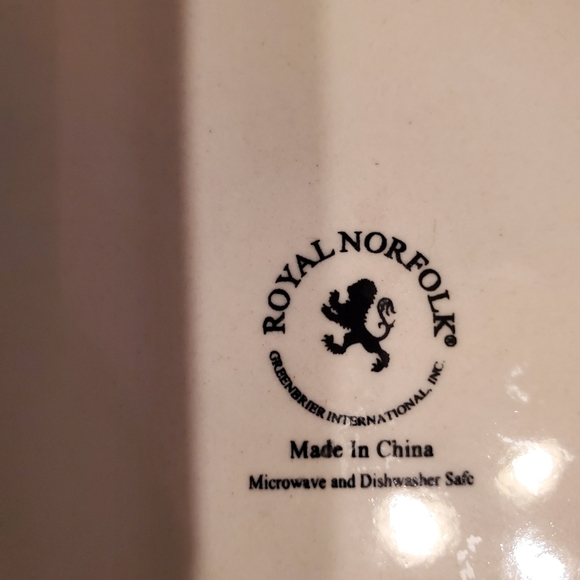 ROYAL NORFOLK®
GREENBRIER INTERNATIONAL, INC.
Made In China
Microwave and Dishwasher Safe